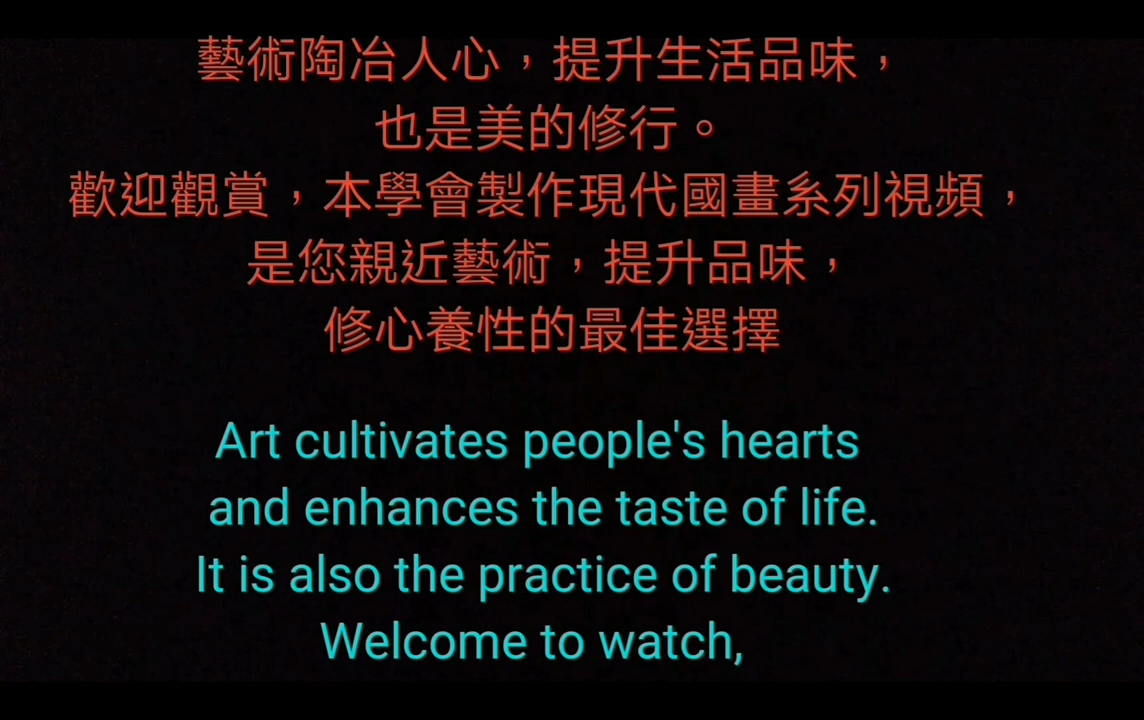 藝術陶冶人心，提升生活品味，
也是美的修行。
歡迎觀賞，本學會製作現代國畫系列視頻，
是您親近藝術，提升品味，
修心養性的最佳選擇
Art cultivates people's hearts
and enhances the taste of life.
It is also the practice of beauty.
Welcome to watch,